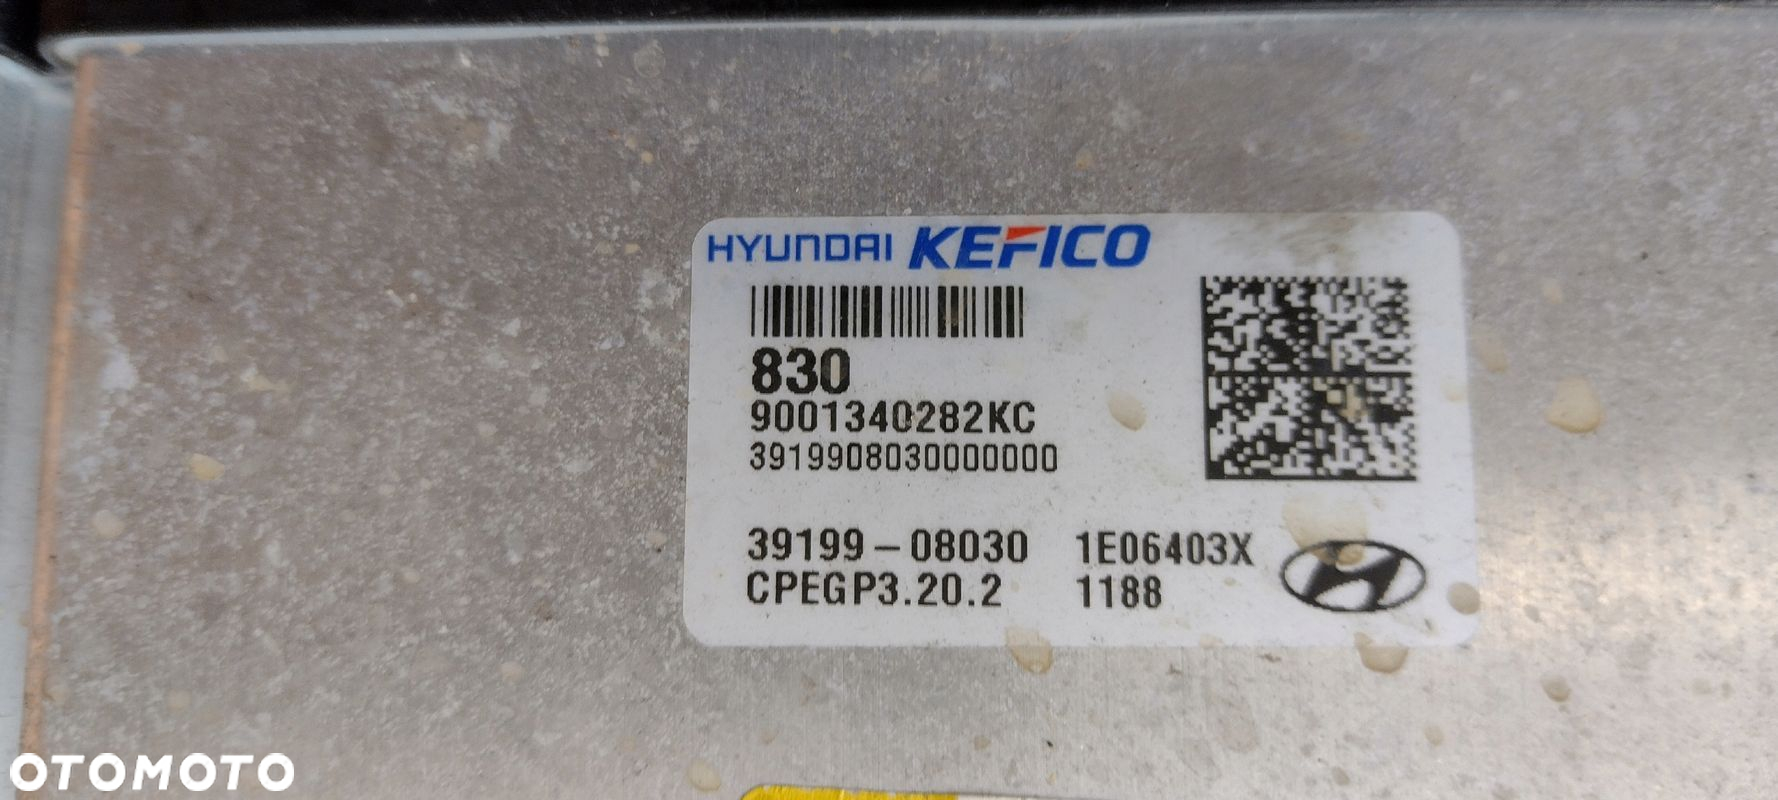 HYUNDAI KEFICO
830
9001340282KC
3919908030000000
39199-08030 1E06403X
CPEGP3.20.2 1188
OTOMOTO